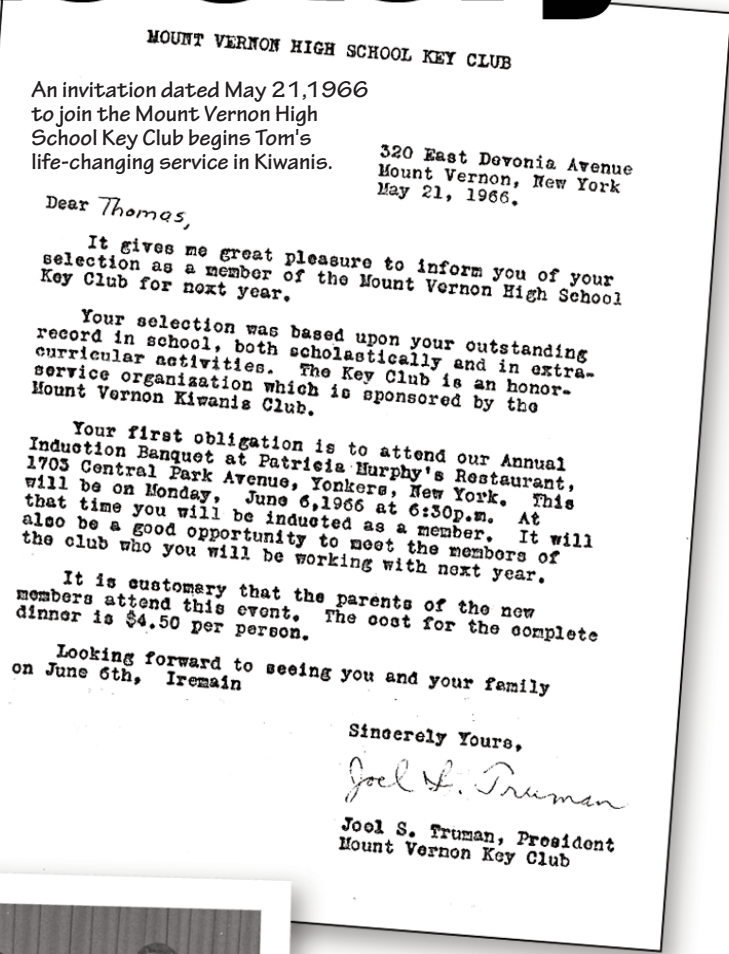 MOUNT VERNON HIGH SCHOOL KEY CLUB
An invitation dated May 21,1966
to join the Mount Vernon High
School Key Club begins Tom's
life-changing service in Kiwanis.
320 East Devonia Avenue
Mount Vernon, New York
May 21, 1966.
Dear Thomas,
It gives me great pleasure to inform you of your
selection as a member of the Mount Vernon High School
Key Club for next year.
Your selection was based upon your outstanding
record in school, both scholastically and in extra-
curricular activities. The Key Club is an honor-
service organization which is sponsored by the
Mount Vernon Kiwanis Club.
Your first obligation is to attend our Annual
Induction Banquet at Patricia Murphy's Restaurant,
1703 Central Park Avenue, Yonkers, New York. This
will be on Monday, June 6,1966 at 6:30p.m. At
that time you will be inducted as a member. It will
also be a good opportunity to meet the members of
the club who you will be working with next year.
It is customary that the parents of the new
members attend this event. The cost for the complete
dinner is $4.50 per person.
Looking forward to seeing you and your family
on June 6th, Iremain
Sincerely Yours,
Joel S. Truman
Joel S. Truman, President
Mount Vernon Key Club